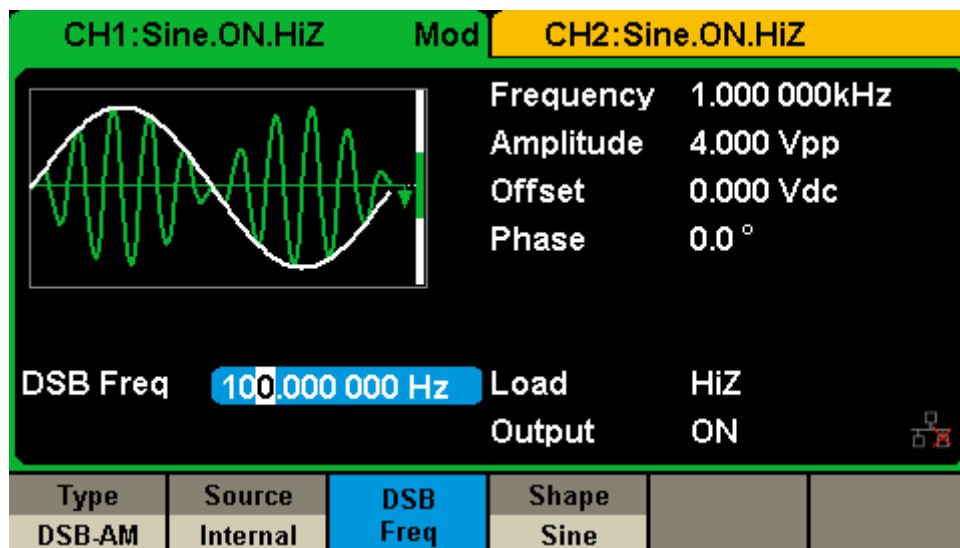 CH1:Sine.ON.HiZ Mod CH2:Sine.ON.HiZ
Frequency 1.000 000kHz
Amplitude 4.000 Vpp
Offset 0.000 Vdc
Phase 0.0 °
DSB Freq 100.000 000 Hz Load HiZ
Output ON
Type Source DSB Freq Shape
DSB-AM Internal Sine